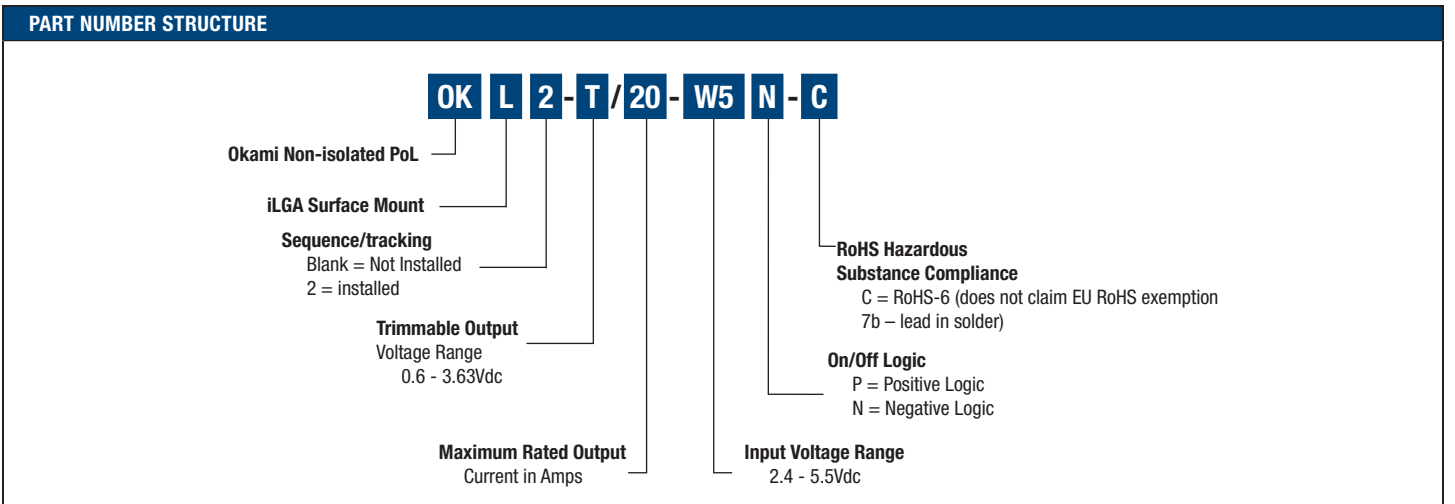 PART NUMBER STRUCTURE
OK L 2 - T / 20 - W5 N - C
Okami Non-isolated PoL
iLGA Surface Mount
Sequence/tracking
Blank = Not Installed
2 = installed
Trimmable Output
Voltage Range
0.6 - 3.63Vdc
Maximum Rated Output
Current in Amps
RoHS Hazardous
Substance Compliance
C = RoHS-6 (does not claim EU RoHS exemption
7b – lead in solder)
On/Off Logic
P = Positive Logic
N = Negative Logic
Input Voltage Range
2.4 - 5.5Vdc